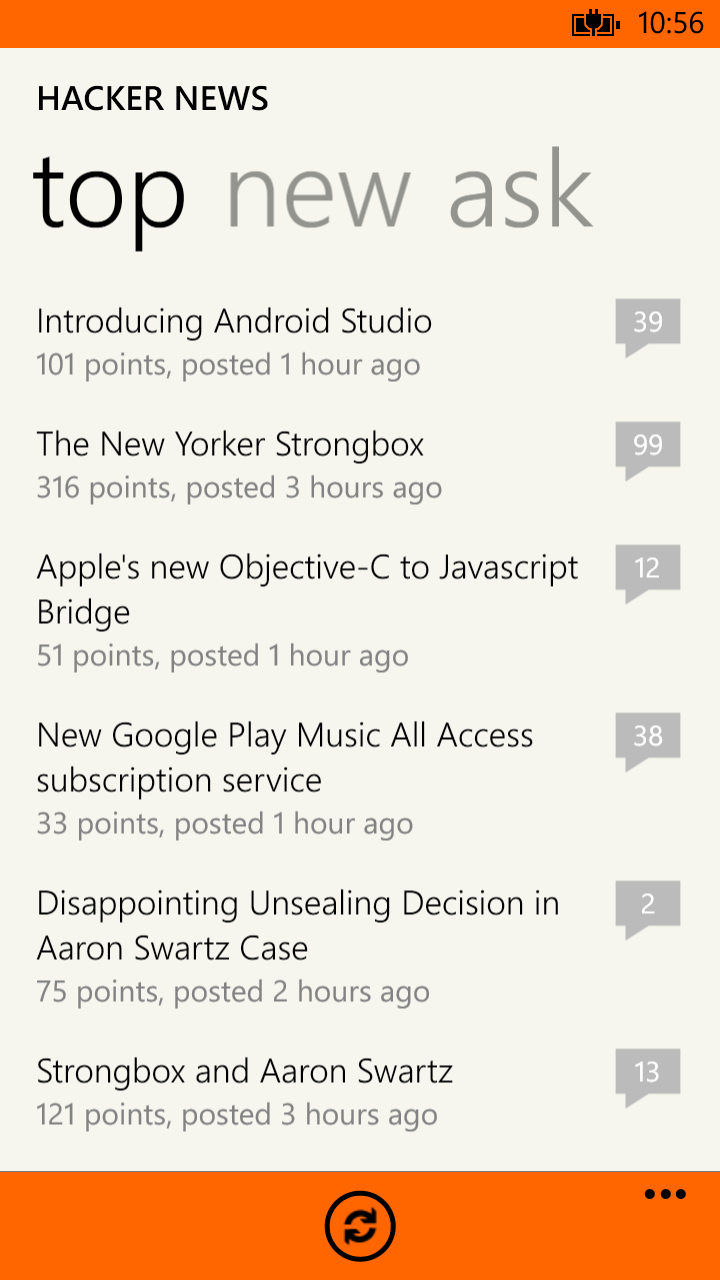 10:56
HACKER NEWS
top new ask
Introducing Android Studio
39
101 points, posted 1 hour ago
The New Yorker Strongbox
99
316 points, posted 3 hours ago
Apple's new Objective-C to Javascript
12
Bridge
51 points, posted 1 hour ago
New Google Play Music All Access
38
subscription service
33 points, posted 1 hour ago
Disappointing Unsealing Decision in
2
Aaron Swartz Case
75 points, posted 2 hours ago
Strongbox and Aaron Swartz
13
121 points, posted 3 hours ago